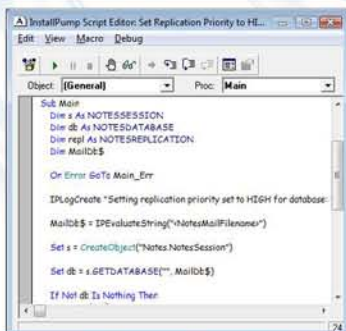 InstallPump Script Editor: Set Replication Priority to HI...
Edit View Macro Debug
Object: (General) Proc: Main
Sub Main
Dim s As NOTESSESSION
Dim db As NOTESDATABASE
Dim repl As NOTESREPLICATION
Dim MailDb$
On Error GoTo Main_Err
IPLogCreate "Setting replication priority set to HIGH for database:
MailDb$ = IPEvaluateString("<NotesMailFilename>")
Set s = CreateObject("Notes.NotesSession")
Set db = s.GETDATABASE("", MailDb$)
If Not db Is Nothing Then
24